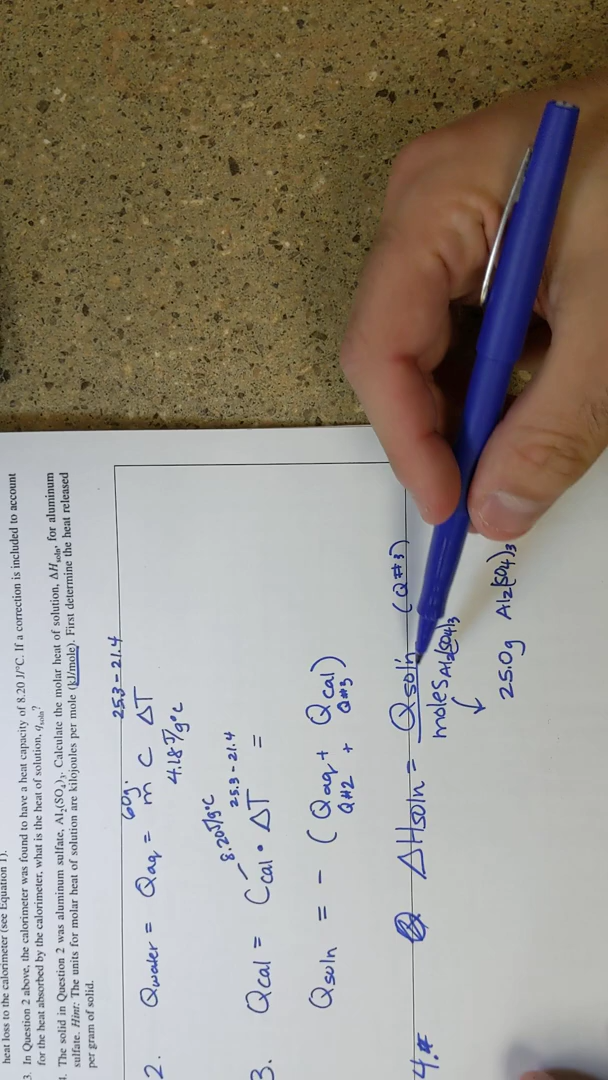 heat loss to the calorimeter (see Equation 1).
3. In Question 2 above, the calorimeter was found to have a heat capacity of 8.20 J/°C. If a correction is included to account
for the heat absorbed by the calorimeter, what is the heat of solution, qsoln?
4. The solid in Question 2 was aluminum sulfate, Al2(SO4)3. Calculate the molar heat of solution, ΔHsoln, for aluminum
sulfate. Hint: The units for molar heat of solution are kilojoules per mole (kJ/mole). First determine the heat released
per gram of solid.
60g. 25.3-21.4
2. Qwater = Qaq = m C ΔT
4.18 J/g°C
8.20J/g°C 25.3-21.4
3. Qcal = Ccal • ΔT =
Qsoln = - (Qaq + Qcal)
Q#2 + Q#3
4.# ΔHsoln = Qsoln (Q#3)
moles Al2(SO4)3
25.0g Al2(SO4)3